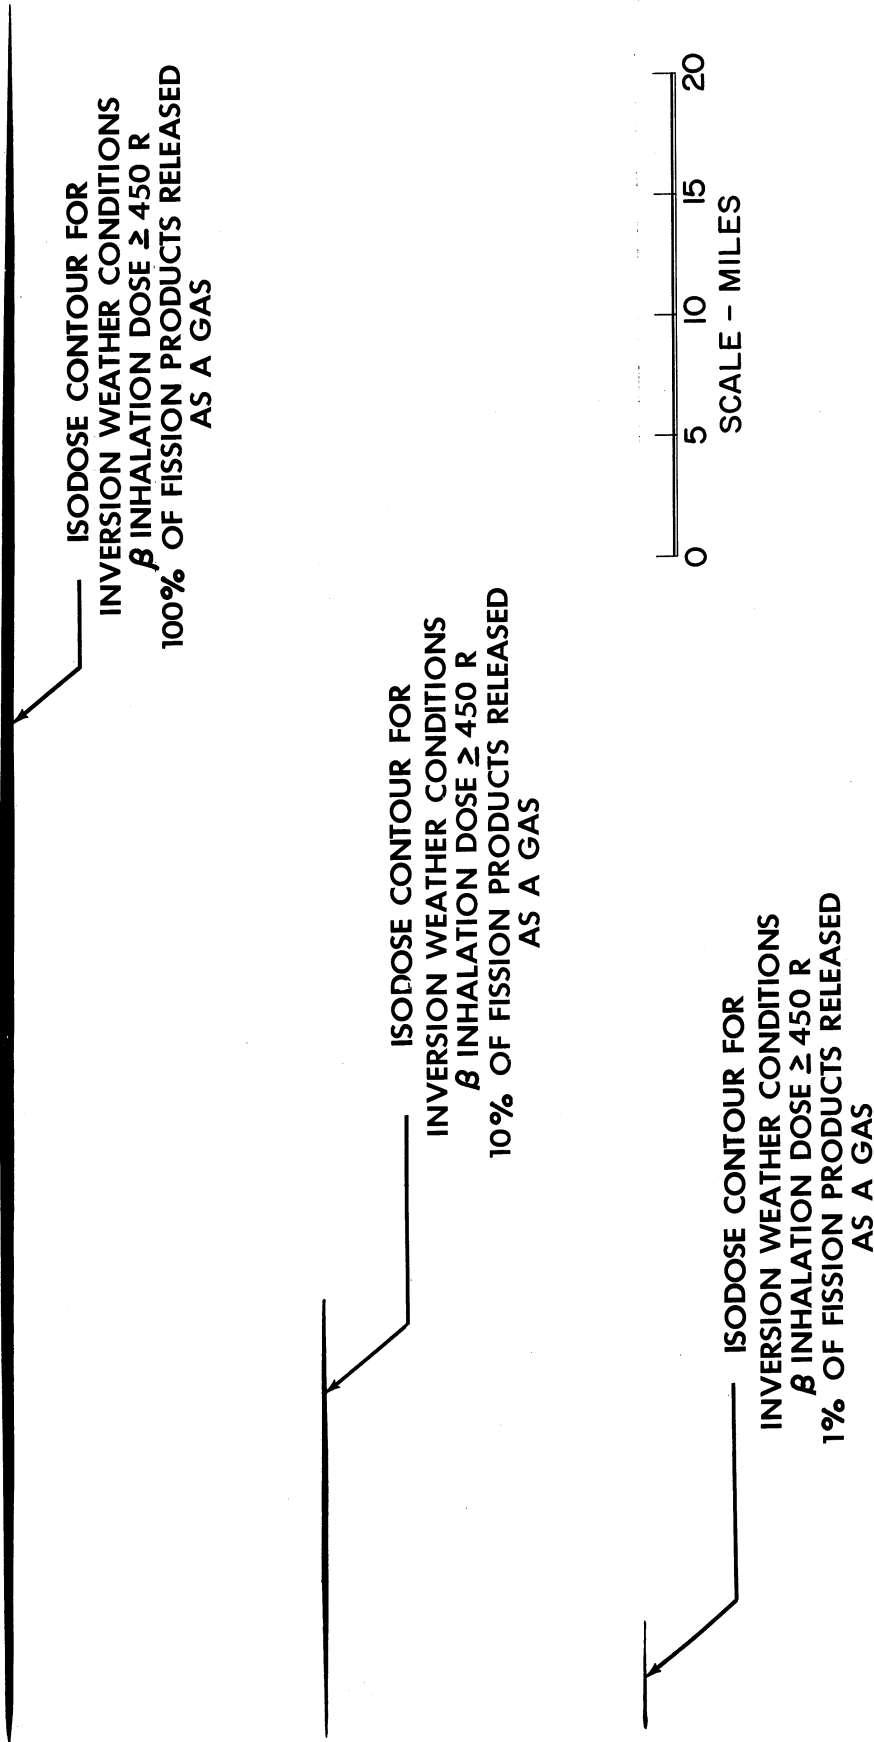 ISODOSE CONTOUR FOR
INVERSION WEATHER CONDITIONS
β INHALATION DOSE ≥ 450 R
100% OF FISSION PRODUCTS RELEASED
AS A GAS
ISODOSE CONTOUR FOR
INVERSION WEATHER CONDITIONS
β INHALATION DOSE ≥ 450 R
10% OF FISSION PRODUCTS RELEASED
AS A GAS
0 5 10 15 20
SCALE - MILES
ISODOSE CONTOUR FOR
INVERSION WEATHER CONDITIONS
β INHALATION DOSE ≥ 450 R
1% OF FISSION PRODUCTS RELEASED
AS A GAS